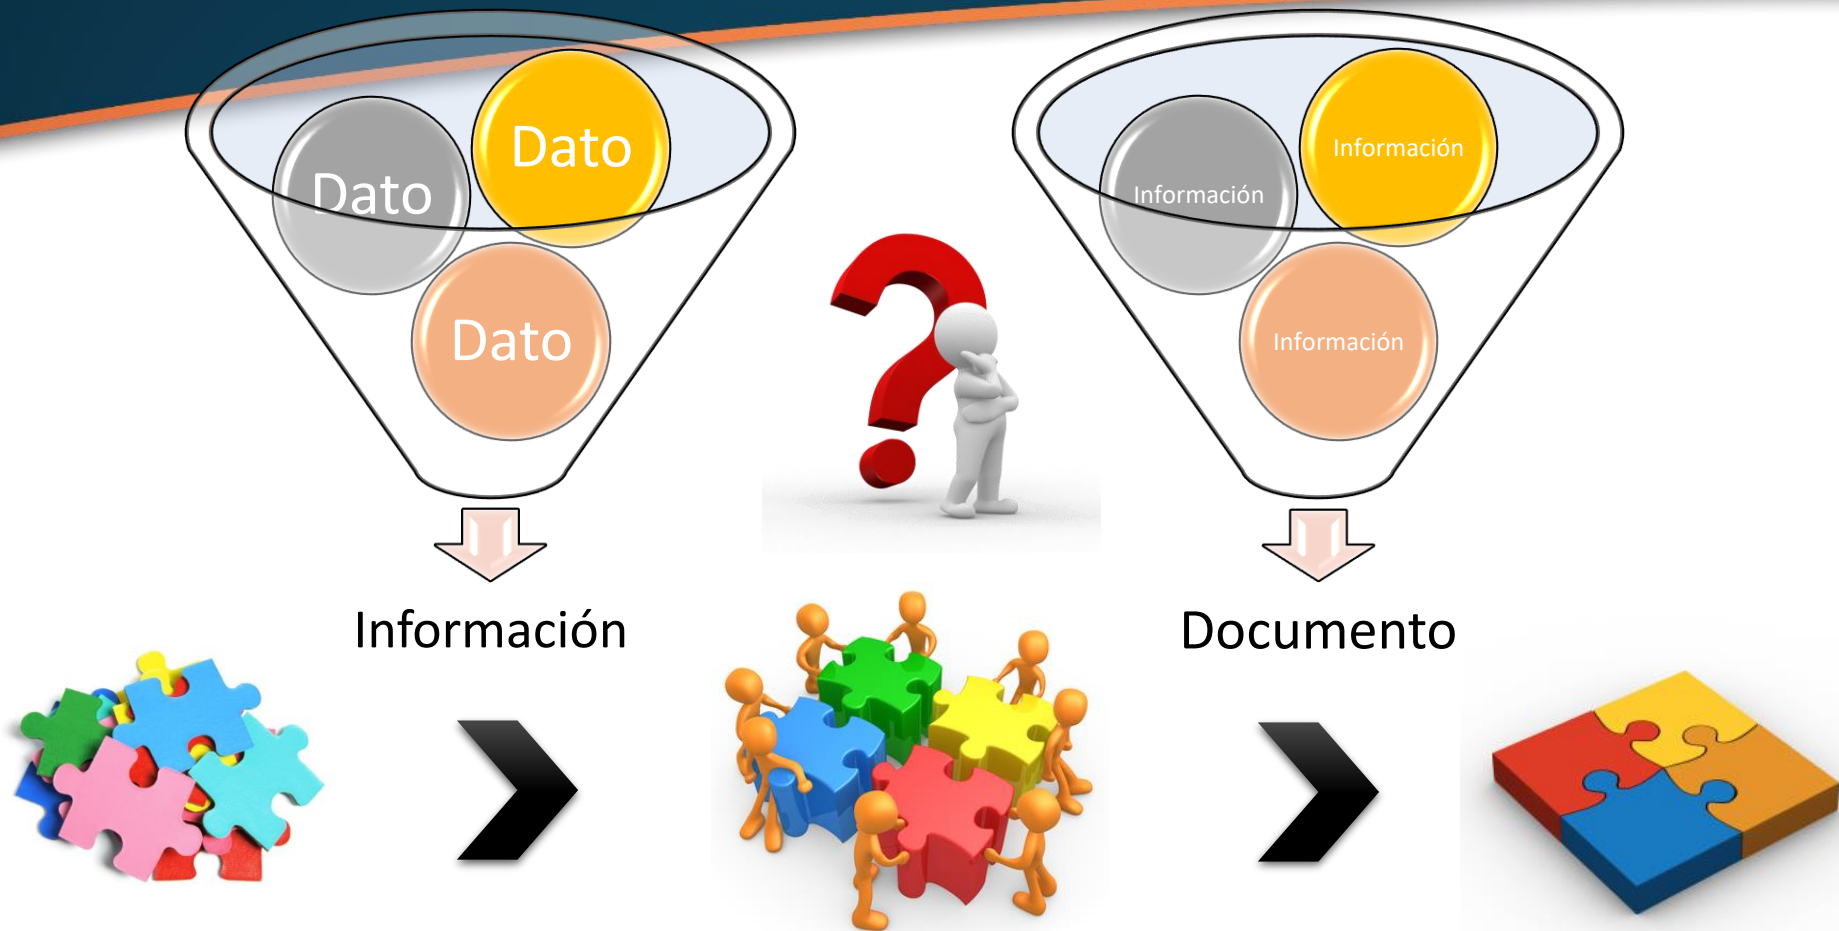 Dato
Dato
Dato
Información
Información
Información
Información
Documento